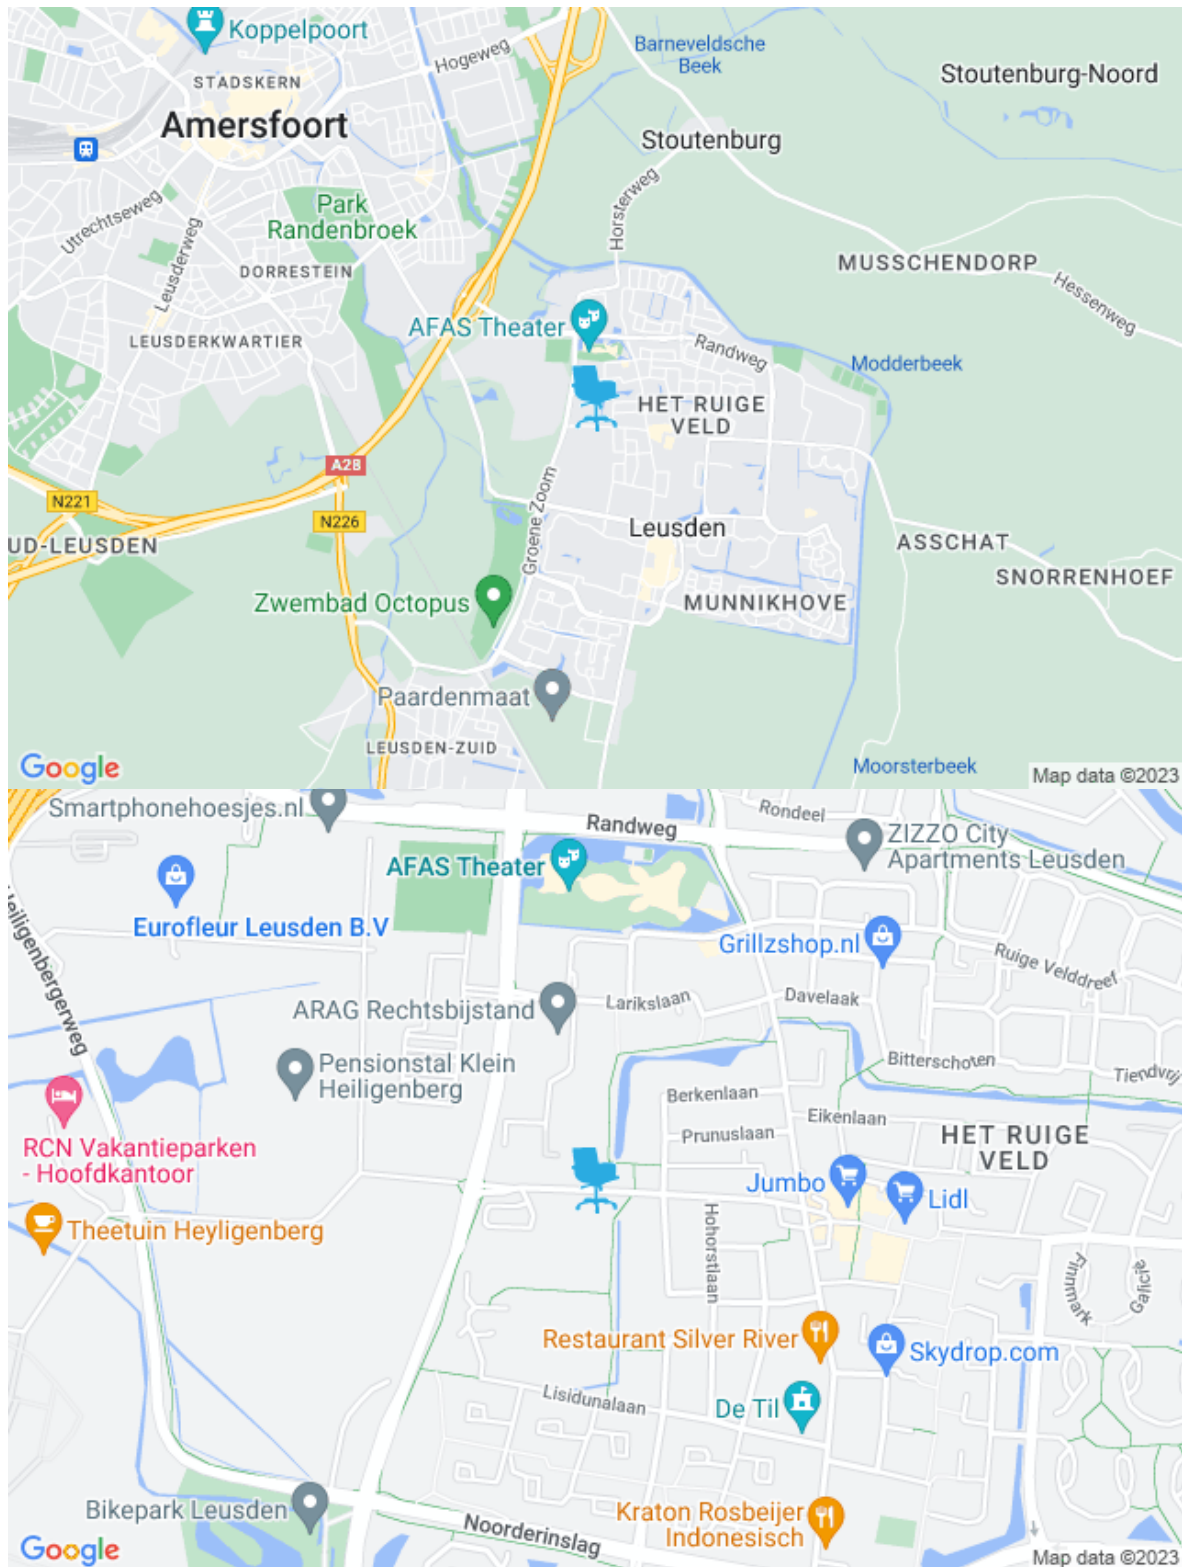 Koppelpoort
Hogeweg
Barneveldsche
Beek
Stoutenburg-Noord
STADSKERN
Amersfoort
Stoutenburg
Utrechtseweg
Leusderweg
Park
Randenbroek
Horsterweg
DORRESTEIN
MUSSCHENDORP
Hessenweg
LEUSDERKWARTIER
AFAS Theater
Randweg
Modderbeek
HET RUIGE
VELD
A28
N221
N226
Groene Zoom
Leusden
UD-LEUSDEN
ASSCHAT
SNORRENHOEF
Zwembad Octopus
MUNNIKHOVE
Paardenmaat
LEUSDEN-ZUID
Moorsterbeek
Google
Map data ©2023
Smartphonehoesjes.nl
Randweg
Rondeel
ZIZZO City
Apartments Leusden
AFAS Theater
Eurofleur Leusden B.V
Grillzshop.nl
Heiligenbergerweg
Ruige Velddreef
ARAG Rechtsbijstand
Larikslaan
Davelaak
Pensionstal Klein
Heiligenberg
Bitterschoten
Tiendvrij
Berkenlaan
Eikenlaan
Prunuslaan
HET RUIGE
VELD
RCN Vakantieparken
- Hoofdkantoor
Jumbo
Lidl
Theetuin Heyligenberg
Hohorstlaan
Finnmark
Galicië
Restaurant Silver River
Skydrop.com
Lisidunalaan
De Til
Bikepark Leusden
Noorderinslag
Kraton Rosbeijer
Indonesisch
Google
Map data ©2023